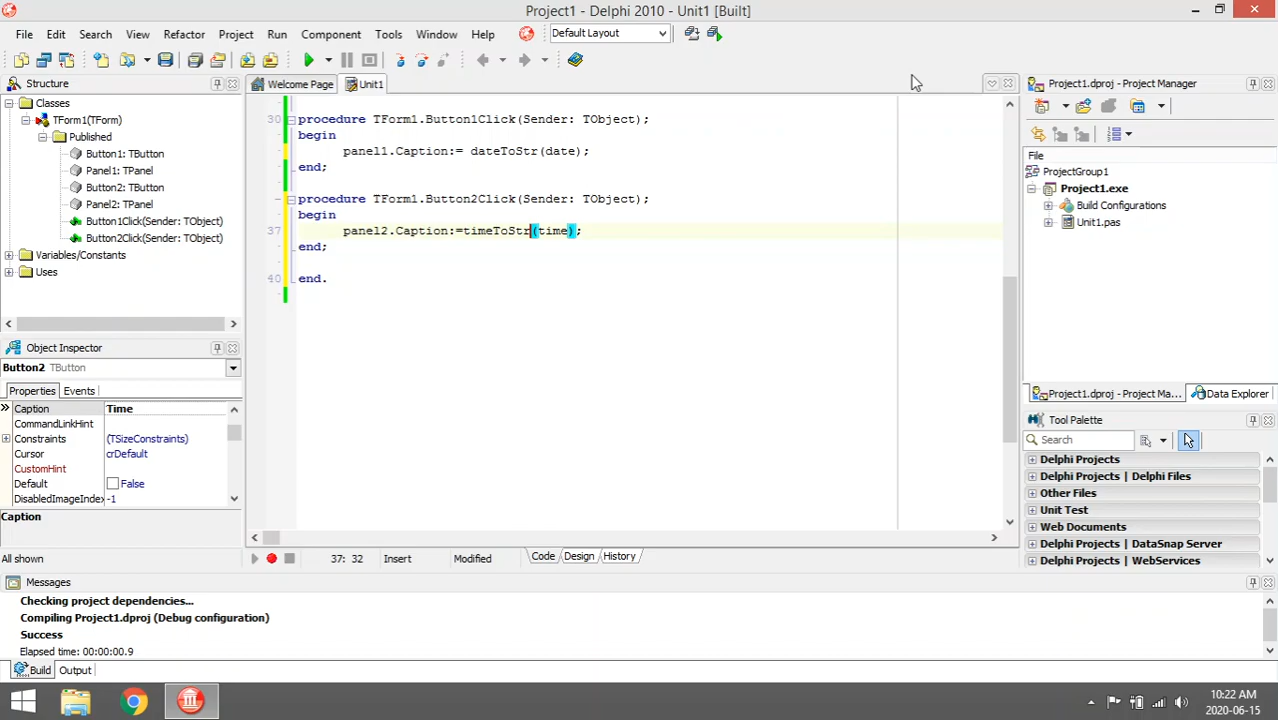 Project1 - Delphi 2010 - Unit1 [Built]
File Edit Search View Refactor Project Run Component Tools Window Help Default Layout
Structure
Welcome Page Unit1
Project1.dproj - Project Manager
Classes
TForm1(TForm)
Published
Button1: TButton
Panel1: TPanel
Button2: TButton
Panel2: TPanel
Button1Click(Sender: TObject)
Button2Click(Sender: TObject)
Variables/Constants
Uses
30 procedure TForm1.Button1Click(Sender: TObject);
begin
panel1.Caption:= dateToStr(date);
end;
procedure TForm1.Button2Click(Sender: TObject);
begin
37 panel2.Caption:=timeToStr(time);
end;
40 end.
File
ProjectGroup1
Project1.exe
Build Configurations
Unit1.pas
Object Inspector
Button2 TButton
Properties Events
Caption Time
CommandLinkHint
Constraints (TSizeConstraints)
Cursor crDefault
CustomHint
Default False
DisabledImageIndex -1
Caption
All shown
37: 32 Insert Modified Code Design History
Project1.dproj - Project Ma... Data Explorer
Tool Palette
Search
Delphi Projects
Delphi Projects | Delphi Files
Other Files
Unit Test
Web Documents
Delphi Projects | DataSnap Server
Delphi Projects | WebServices
Messages
Checking project dependencies...
Compiling Project1.dproj (Debug configuration)
Success
Elapsed time: 00:00:00.9
Build Output
10:22 AM
2020-06-15